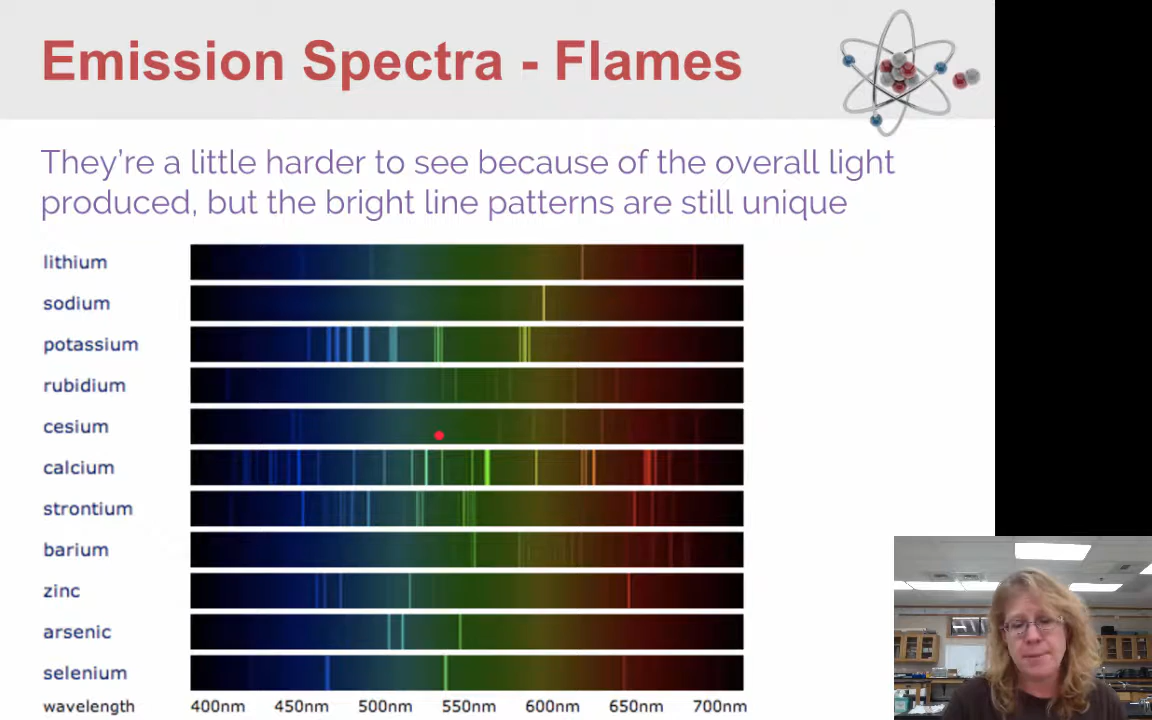 Emission Spectra - Flames
They're a little harder to see because of the overall light
produced, but the bright line patterns are still unique
lithium
sodium
potassium
rubidium
cesium
calcium
strontium
barium
zinc
arsenic
selenium
wavelength 400nm 450nm 500nm 550nm 600nm 650nm 700nm